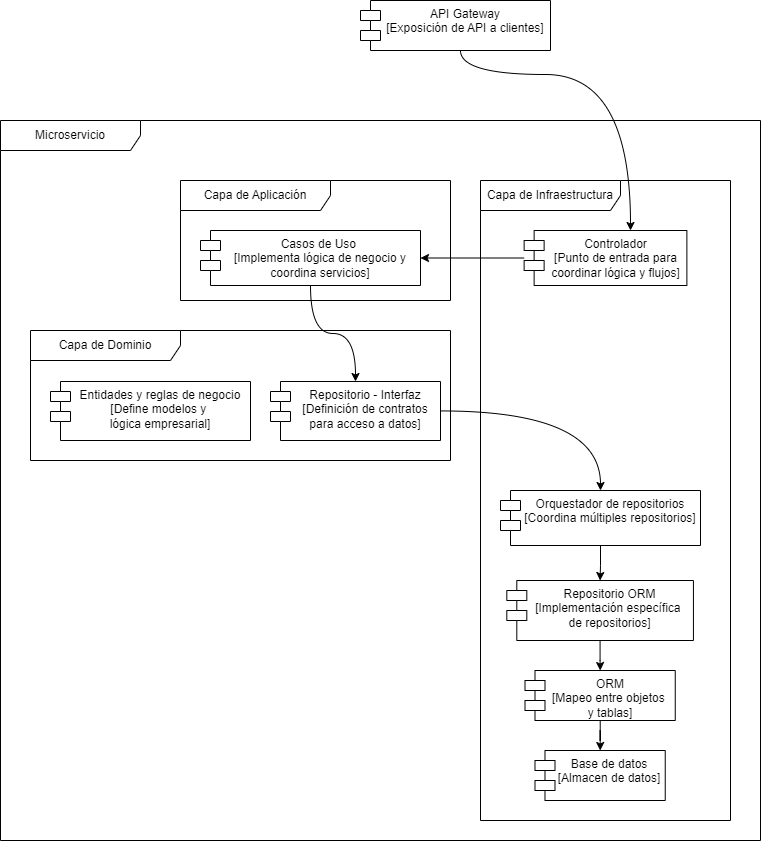 API Gateway
[Exposición de API a clientes]
Microservicio
Capa de Aplicación
Capa de Infraestructura
Casos de Uso
[Implementa lógica de negocio y
coordina servicios]
Controlador
[Punto de entrada para
coordinar lógica y flujos]
Capa de Dominio
Entidades y reglas de negocio
[Define modelos y
lógica empresarial]
Repositorio - Interfaz
[Definición de contratos
para acceso a datos]
Orquestador de repositorios
[Coordina múltiples repositorios]
Repositorio ORM
[Implementación específica
de repositorios]
ORM
[Mapeo entre objetos
y tablas]
Base de datos
[Almacen de datos]